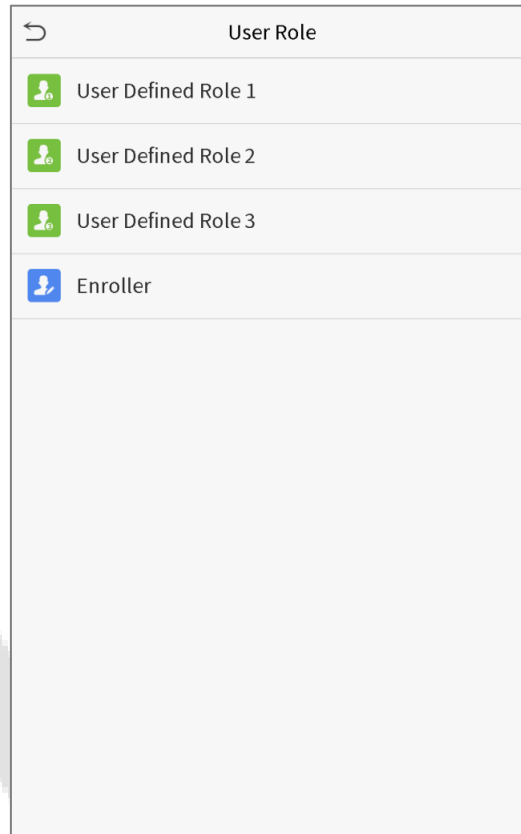 User Role
User Defined Role 1
User Defined Role 2
User Defined Role 3
Enroller